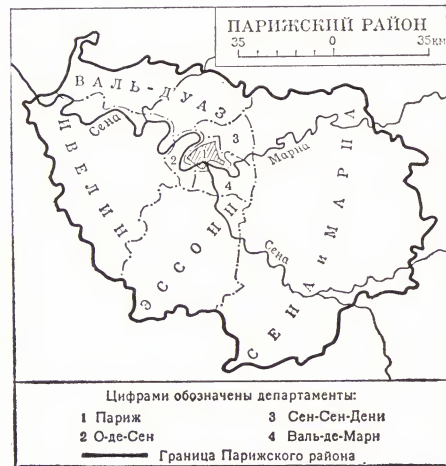 ПАРИЖСКИЙ РАЙОН
35 0 35км
ВАЛЬ-ДУАЗ
Сена
3
2
1
4
Марна
ИВЕЛИН
ЭССОНН
СЕНА и МАРНА
Сена
Цифрами обозначены департаменты:
1 Париж
2 О-де-Сен
3 Сен-Сен-Дени
4 Валь-де-Марн
Граница Парижского района